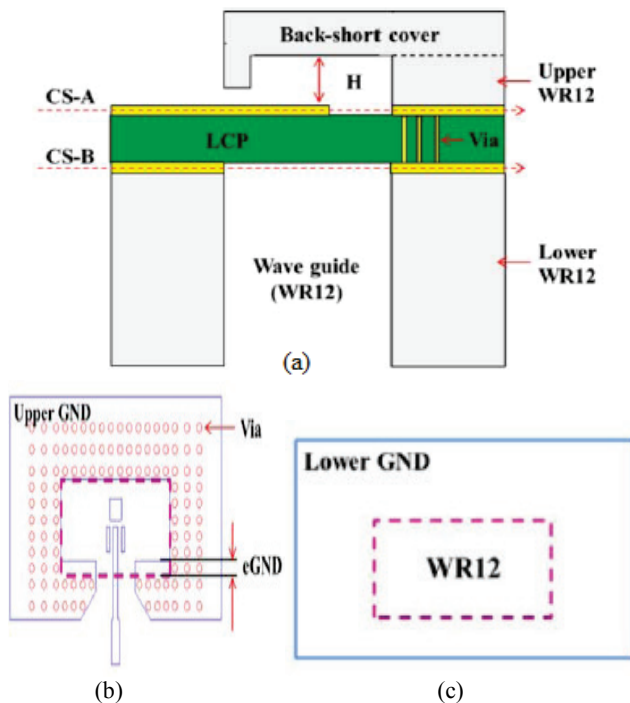 Back-short cover
CS-A
H
Upper
WR12
LCP
Via
CS-B
Wave guide
(WR12)
Lower
WR12
(a)
Upper GND
Via
eGND
(b)
Lower GND
WR12
(c)